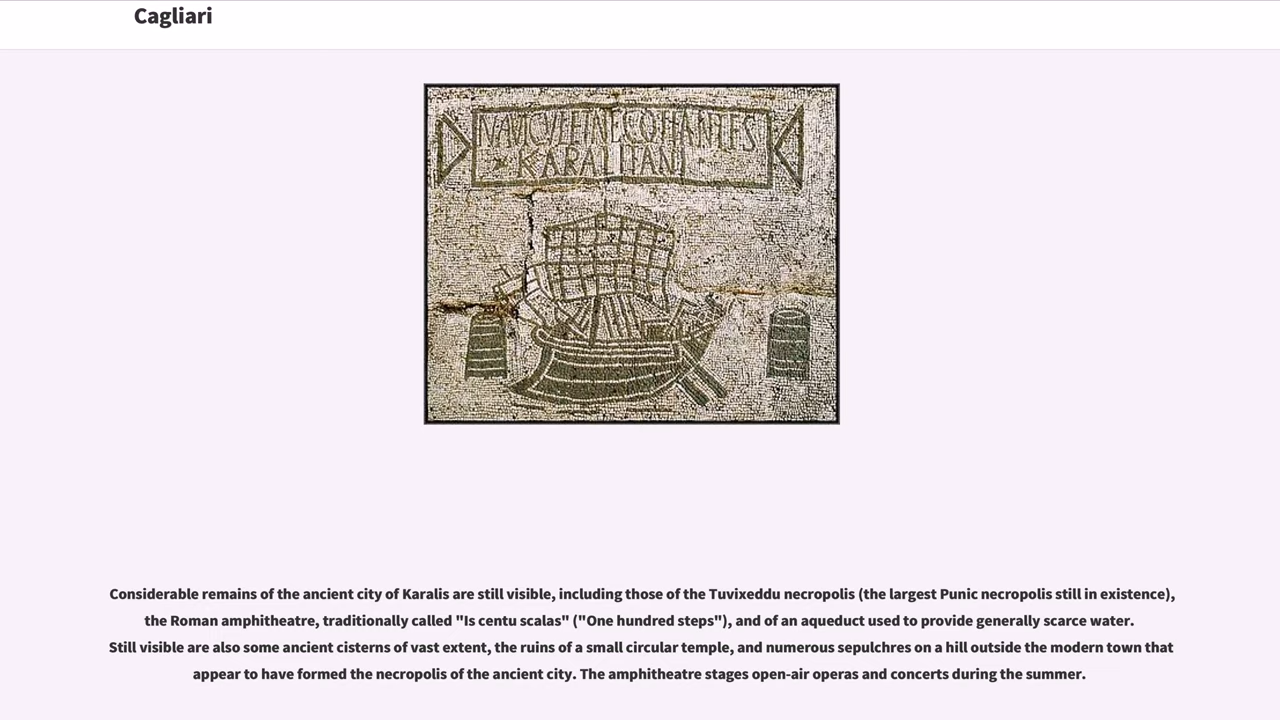 Cagliari
NAVICVLETNEGOTIANTES
KARALITANI
Considerable remains of the ancient city of Karalis are still visible, including those of the Tuvixeddu necropolis (the largest Punic necropolis still in existence),
the Roman amphitheatre, traditionally called "Is centu scalas" ("One hundred steps"), and of an aqueduct used to provide generally scarce water.
Still visible are also some ancient cisterns of vast extent, the ruins of a small circular temple, and numerous sepulchres on a hill outside the modern town that
appear to have formed the necropolis of the ancient city. The amphitheatre stages open-air operas and concerts during the summer.